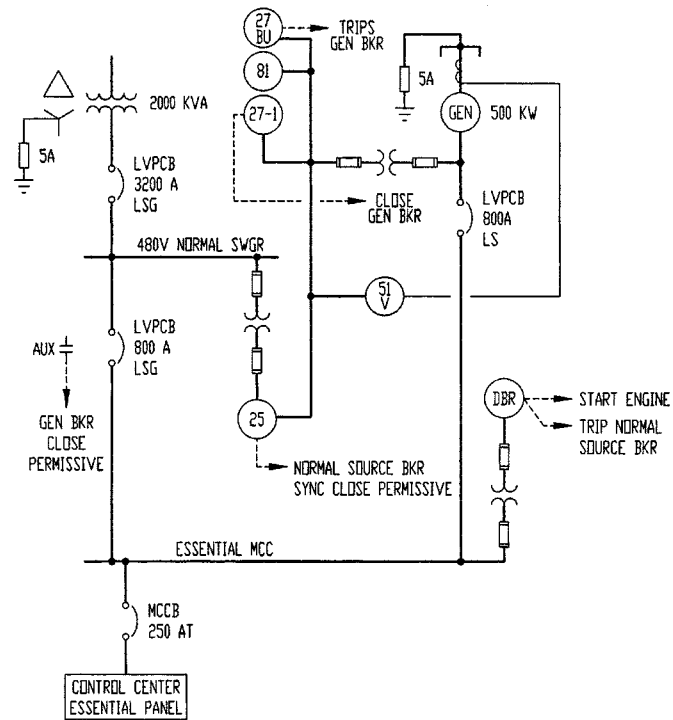 27
BU
TRIPS
GEN BKR
81
27-1
5A
GEN
500 KW
2000 KVA
5A
CLOSE
GEN BKR
LVPCB
3200 A
LSG
LVPCB
800A
LS
480V NORMAL SWGR
51
V
LVPCB
800 A
LSG
AUX
GEN BKR
CLOSE
PERMISSIVE
25
NORMAL SOURCE BKR
SYNC CLOSE PERMISSIVE
DBR
START ENGINE
TRIP NORMAL
SOURCE BKR
ESSENTIAL MCC
MCCB
250 AT
CONTROL CENTER
ESSENTIAL PANEL